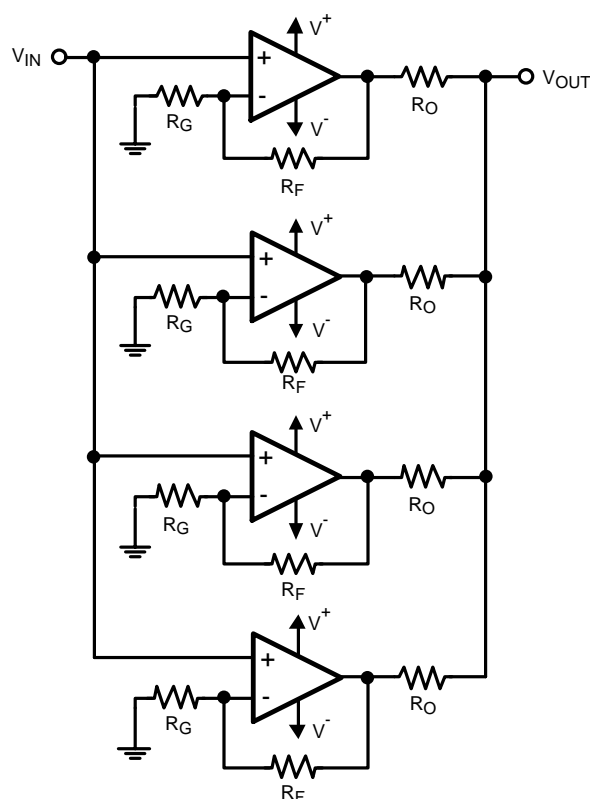 V+
VIN
+
VOUT
-
RO
RG
V-
RF
V+
+
-
RG
RO
V-
RF
V+
+
-
RG
RO
V-
RF
V+
+
-
RG
RO
V-
RF